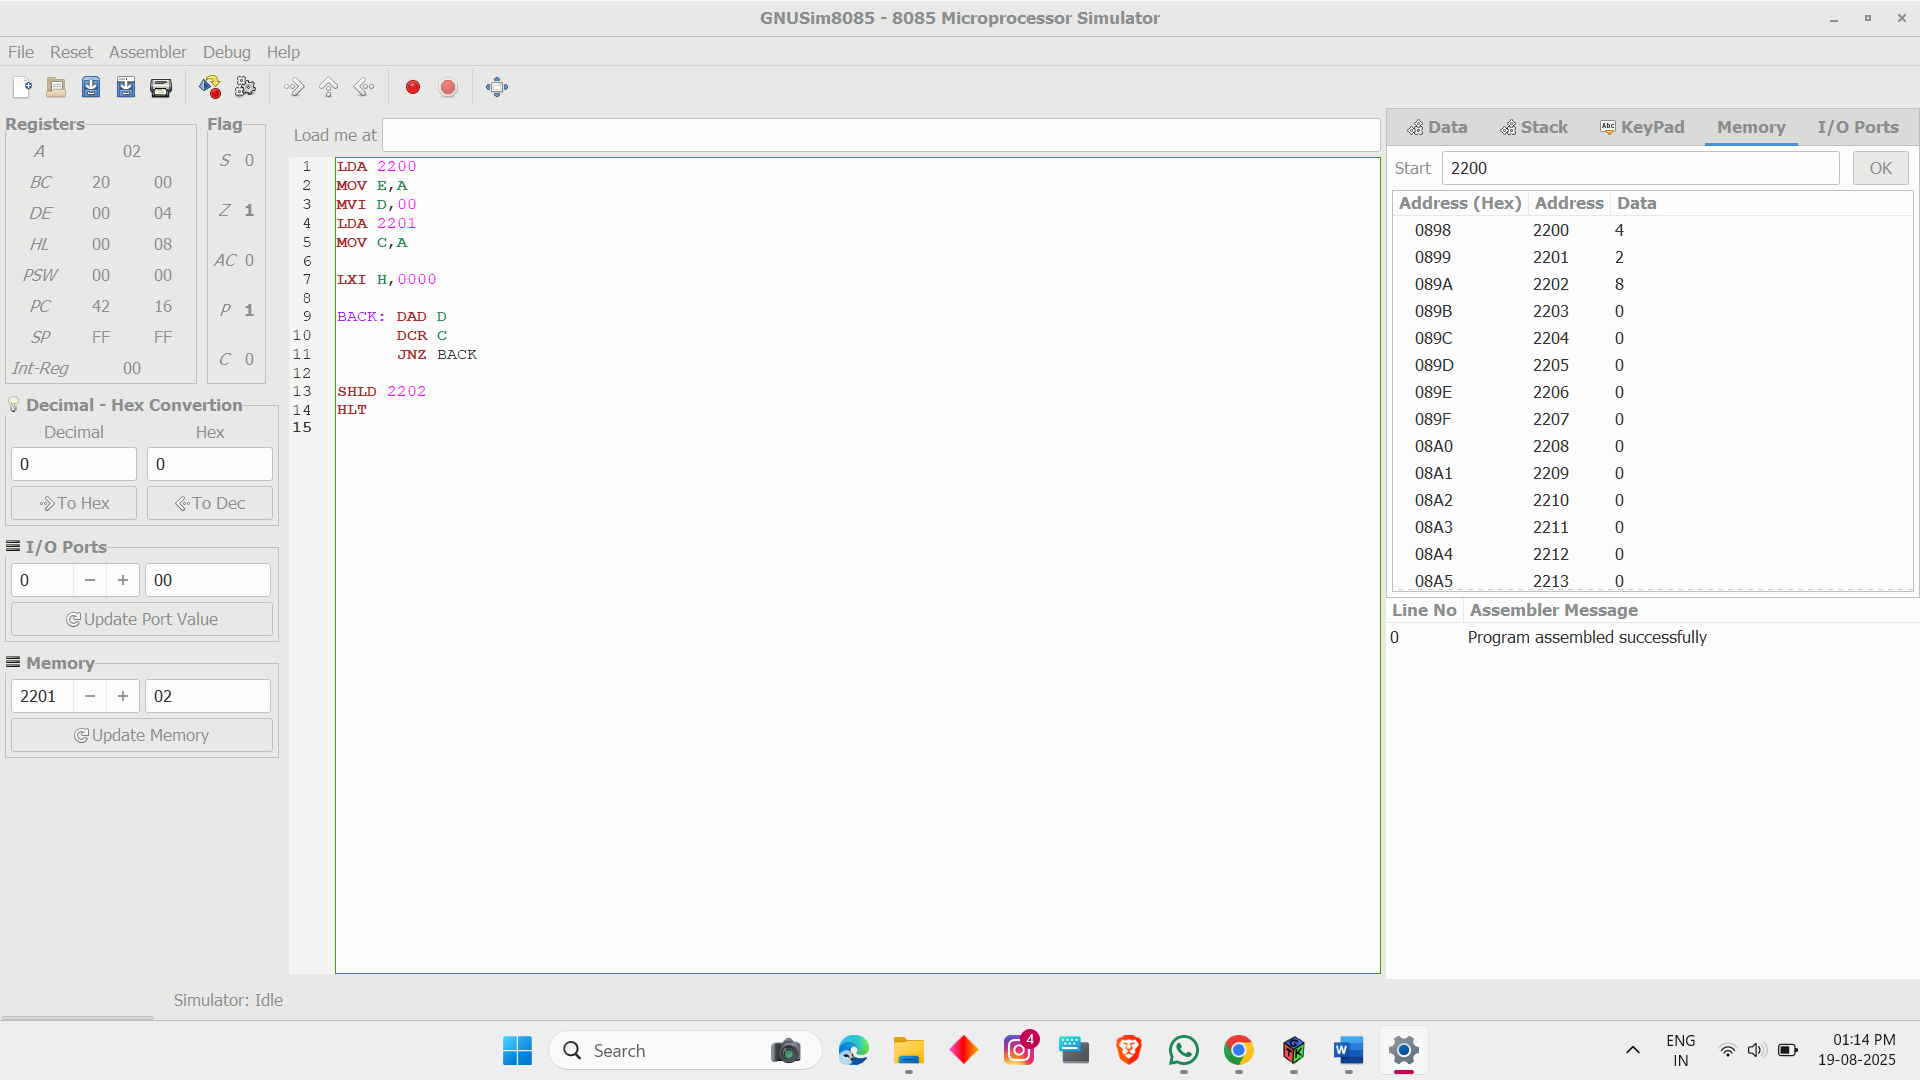 GNUSim8085 - 8085 Microprocessor Simulator
File Reset Assembler Debug Help
Registers
A 02
BC 20 00
DE 00 04
HL 00 08
PSW 00 00
PC 42 16
SP FF FF
Int-Reg 00
Flag
S 0
Z 1
AC 0
P 1
C 0
Decimal - Hex Convertion
Decimal Hex
0 0
To Hex To Dec
I/O Ports
0 − + 00
Update Port Value
Memory
2201 − + 02
Update Memory
Load me at
1 LDA 2200
2 MOV E,A
3 MVI D,00
4 LDA 2201
5 MOV C,A
6
7 LXI H,0000
8
9 BACK: DAD D
10 DCR C
11 JNZ BACK
12
13 SHLD 2202
14 HLT
15
Data Stack Abc KeyPad Memory I/O Ports
Start 2200 OK
Address (Hex) Address Data
0898 2200 4
0899 2201 2
089A 2202 8
089B 2203 0
089C 2204 0
089D 2205 0
089E 2206 0
089F 2207 0
08A0 2208 0
08A1 2209 0
08A2 2210 0
08A3 2211 0
08A4 2212 0
08A5 2213 0
Line No Assembler Message
0 Program assembled successfully
Simulator: Idle
Search
4
W
GTK
ENG
IN
01:14 PM
19-08-2025